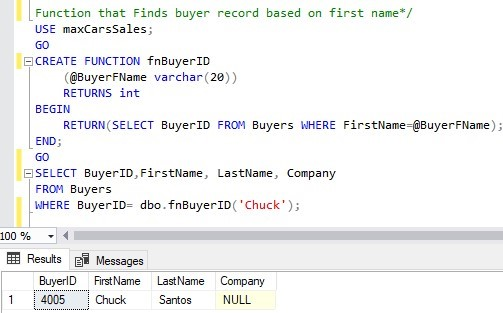 Function that Finds buyer record based on first name*/
USE maxCarsSales;
GO
CREATE FUNCTION fnBuyerID
(@BuyerFName varchar(20))
RETURNS int
BEGIN
RETURN(SELECT BuyerID FROM Buyers WHERE FirstName=@BuyerFName);
END;
GO
SELECT BuyerID,FirstName, LastName, Company
FROM Buyers
WHERE BuyerID= dbo.fnBuyerID('Chuck');
100 %
Results Messages
BuyerID FirstName LastName Company
1 4005 Chuck Santos NULL